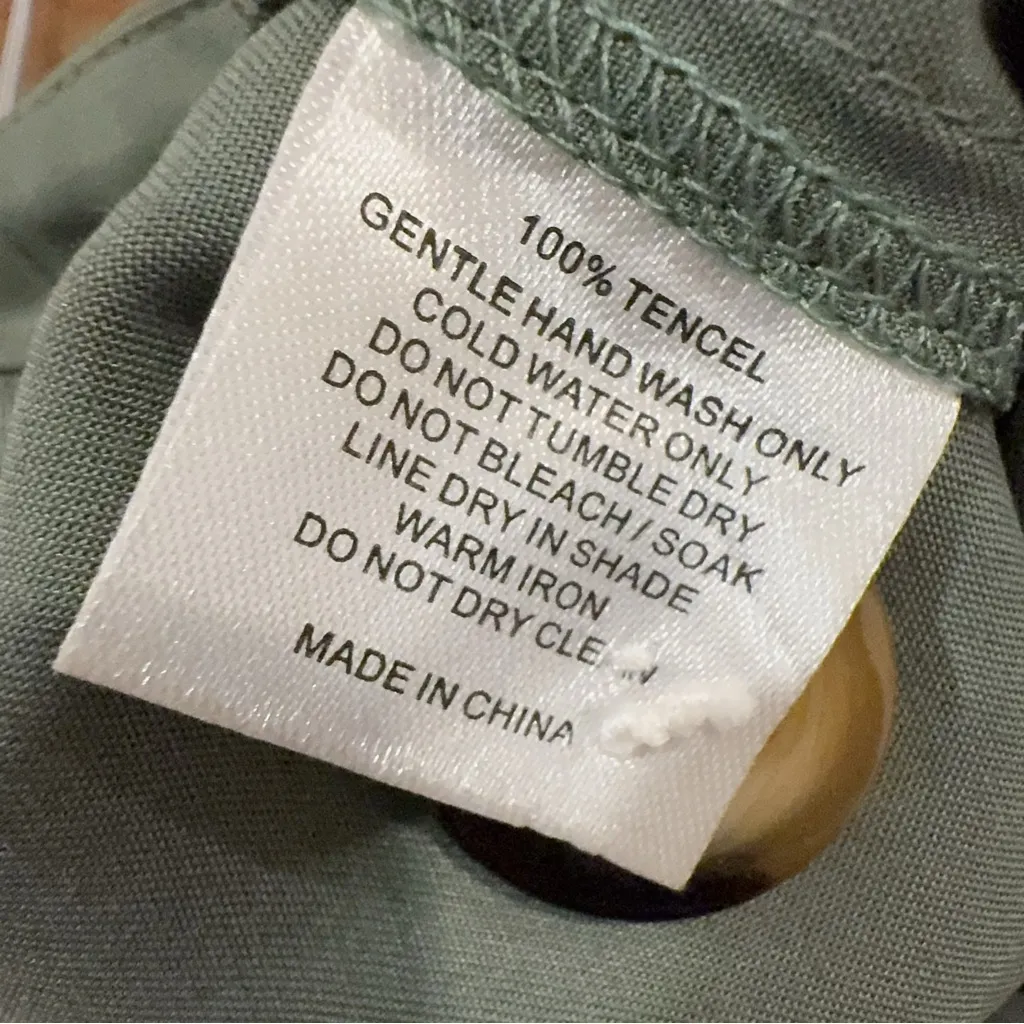 100% TENCEL
GENTLE HAND WASH ONLY
COLD WATER ONLY
DO NOT TUMBLE DRY
DO NOT BLEACH / SOAK
LINE DRY IN SHADE
WARM IRON
DO NOT DRY CLEAN
MADE IN CHINA